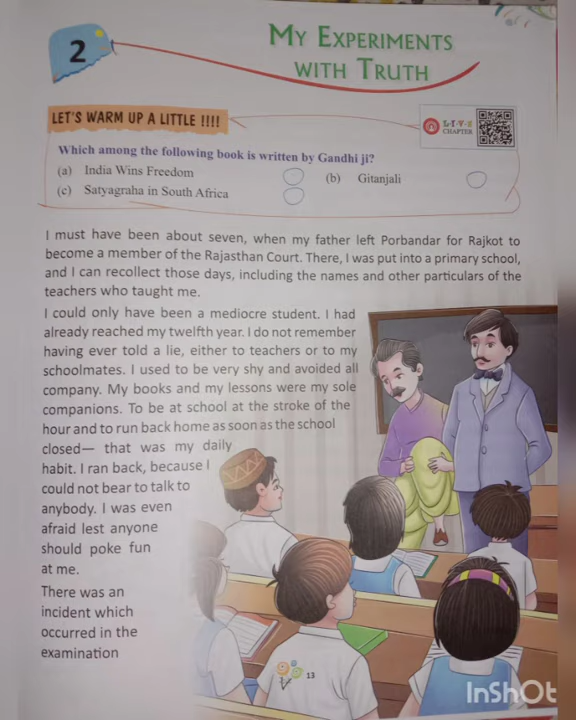 2
MY EXPERIMENTS
WITH TRUTH
LET'S WARM UP A LITTLE !!!!
L·I·V·E
CHAPTER
Which among the following book is written by Gandhi ji?
(a) India Wins Freedom
(b) Gitanjali
(c) Satyagraha in South Africa
I must have been about seven, when my father left Porbandar for Rajkot to
become a member of the Rajasthan Court. There, I was put into a primary school,
and I can recollect those days, including the names and other particulars of the
teachers who taught me.
I could only have been a mediocre student. I had
already reached my twelfth year. I do not remember
having ever told a lie, either to teachers or to my
schoolmates. I used to be very shy and avoided all
company. My books and my lessons were my sole
companions. To be at school at the stroke of the
hour and to run back home as soon as the school
closed— that was my daily
habit. I ran back, because I
could not bear to talk to
anybody. I was even
afraid lest anyone
should poke fun
at me.
There was an
incident which
occurred in the
examination
13
InShOt